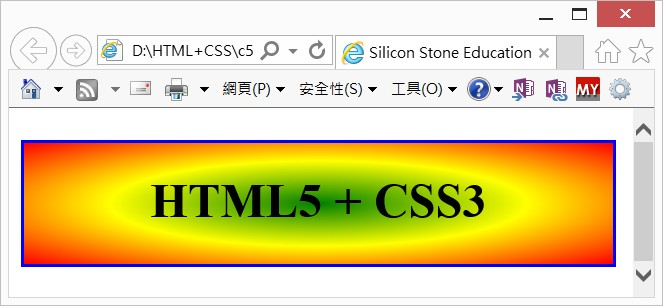 D:\HTML+CSS\c5
Silicon Stone Education
網頁(P) 安全性(S) 工具(O) ? N N MY
HTML5 + CSS3